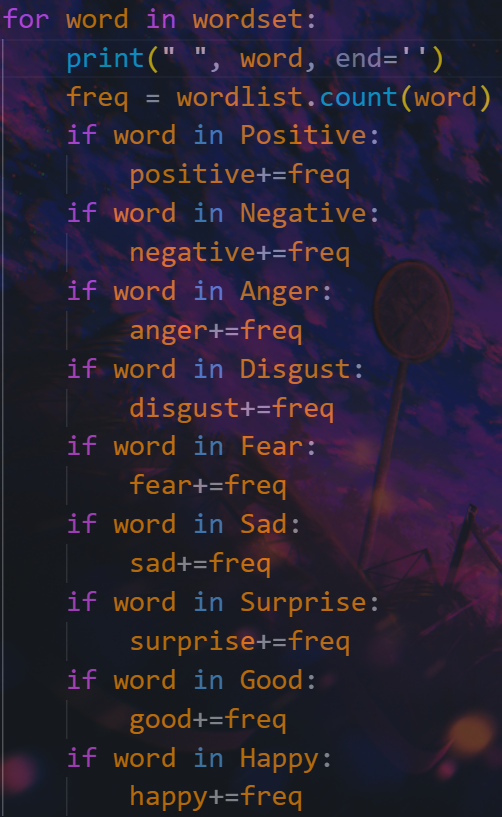 for word in wordset:
    print(" ", word, end='')
    freq = wordlist.count(word)
    if word in Positive:
        positive+=freq
    if word in Negative:
        negative+=freq
    if word in Anger:
        anger+=freq
    if word in Disgust:
        disgust+=freq
    if word in Fear:
        fear+=freq
    if word in Sad:
        sad+=freq
    if word in Surprise:
        surprise+=freq
    if word in Good:
        good+=freq
    if word in Happy:
        happy+=freq